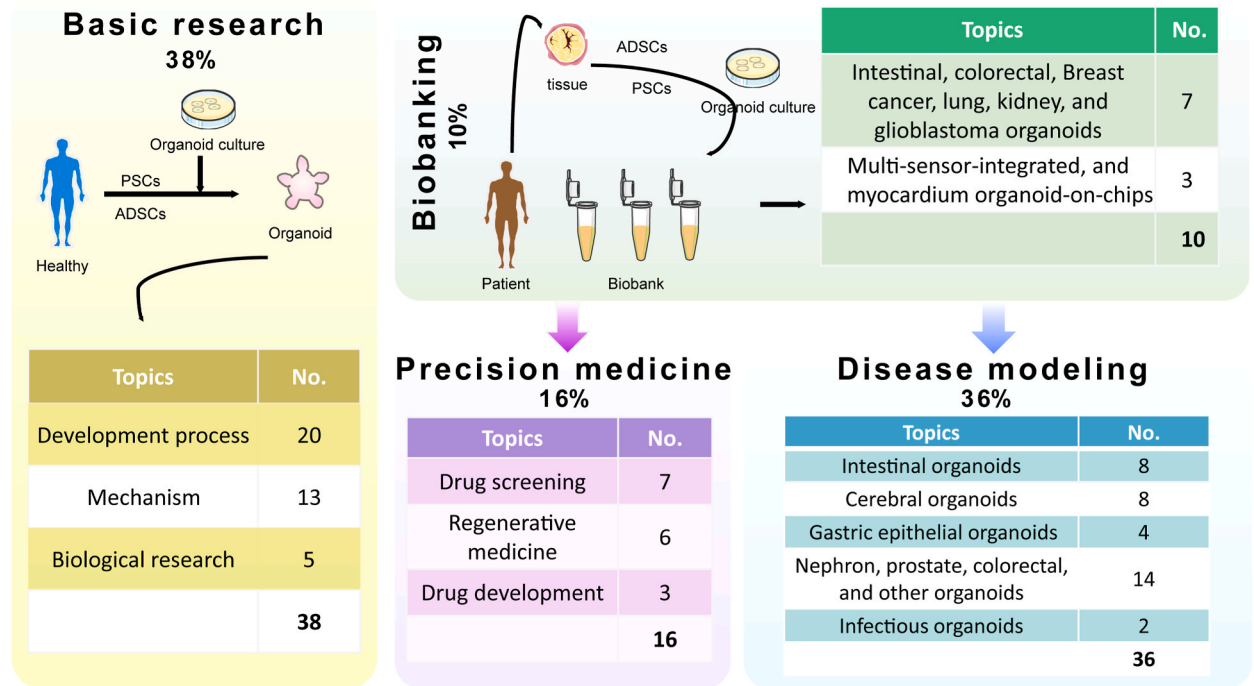 Basic research
38%
Organoid culture
PSCs
ADSCs
Organoid
Healthy
Topics No.
Development process 20
Mechanism 13
Biological research 5
38
Biobanking
10%
tissue
ADSCs
PSCs
Organoid culture
Patient
Biobank
Topics No.
Intestinal, colorectal, Breast
cancer, lung, kidney, and
glioblastoma organoids
7
Multi-sensor-integrated, and
myocardium organoid-on-chips
3
10
Precision medicine
16%
Topics No.
Drug screening 7
Regenerative
medicine
6
Drug development 3
16
Disease modeling
36%
Topics No.
Intestinal organoids 8
Cerebral organoids 8
Gastric epithelial organoids 4
Nephron, prostate, colorectal,
and other organoids
14
Infectious organoids 2
36